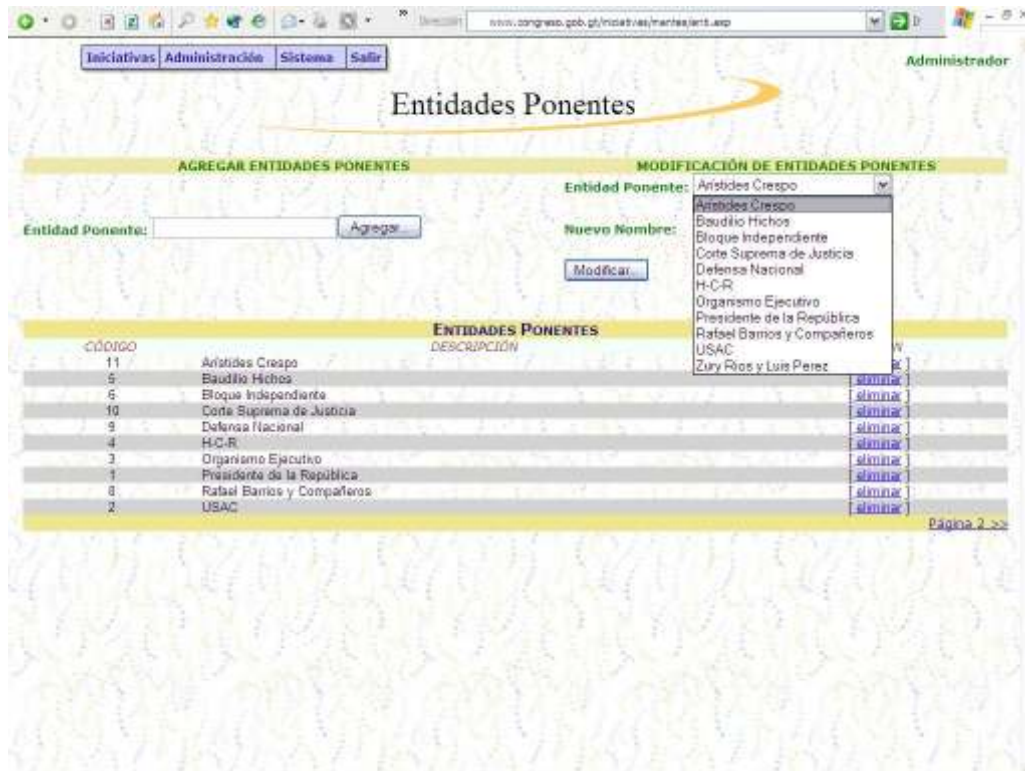 www.congreso.gob.gt/iniciativas/mantes/enti.asp
Iniciativas Administración Sistema Salir
Administrador
Entidades Ponentes
AGREGAR ENTIDADES PONENTES
MODIFICACIÓN DE ENTIDADES PONENTES
Entidad Ponente: Arístides Crespo
Entidad Ponente: Agregar...
Nuevo Nombre:
Modificar...
Arístides Crespo
Baudilio Hichos
Bloque Independiente
Corte Suprema de Justicia
Defensa Nacional
H-C-R
Organismo Ejecutivo
Presidente de la República
Rafael Barrios y Compañeros
USAC
Zury Rios y Luis Perez
ENTIDADES PONENTES
CÓDIGO DESCRIPCIÓN
11 Arístides Crespo
5 Baudilio Hichos [ eliminar ]
6 Bloque Independiente [ eliminar ]
10 Corte Suprema de Justicia [ eliminar ]
9 Defensa Nacional [ eliminar ]
4 H-C-R [ eliminar ]
3 Organismo Ejecutivo [ eliminar ]
1 Presidente de la República [ eliminar ]
8 Rafael Barrios y Compañeros [ eliminar ]
2 USAC [ eliminar ]
Página 2 >>